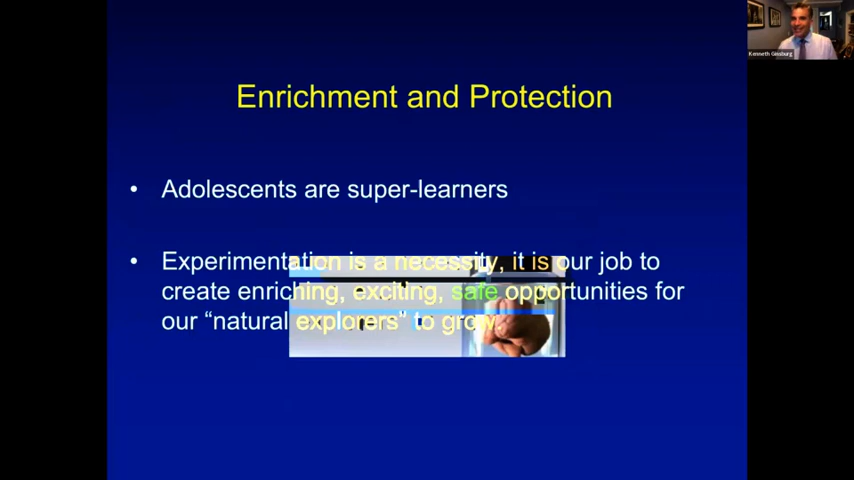 Enrichment and Protection
• Adolescents are super-learners
• Experimentation is a necessity, it is our job to
create enriching, exciting, safe opportunities for
our “natural explorers” to grow.
Kenneth Ginsburg